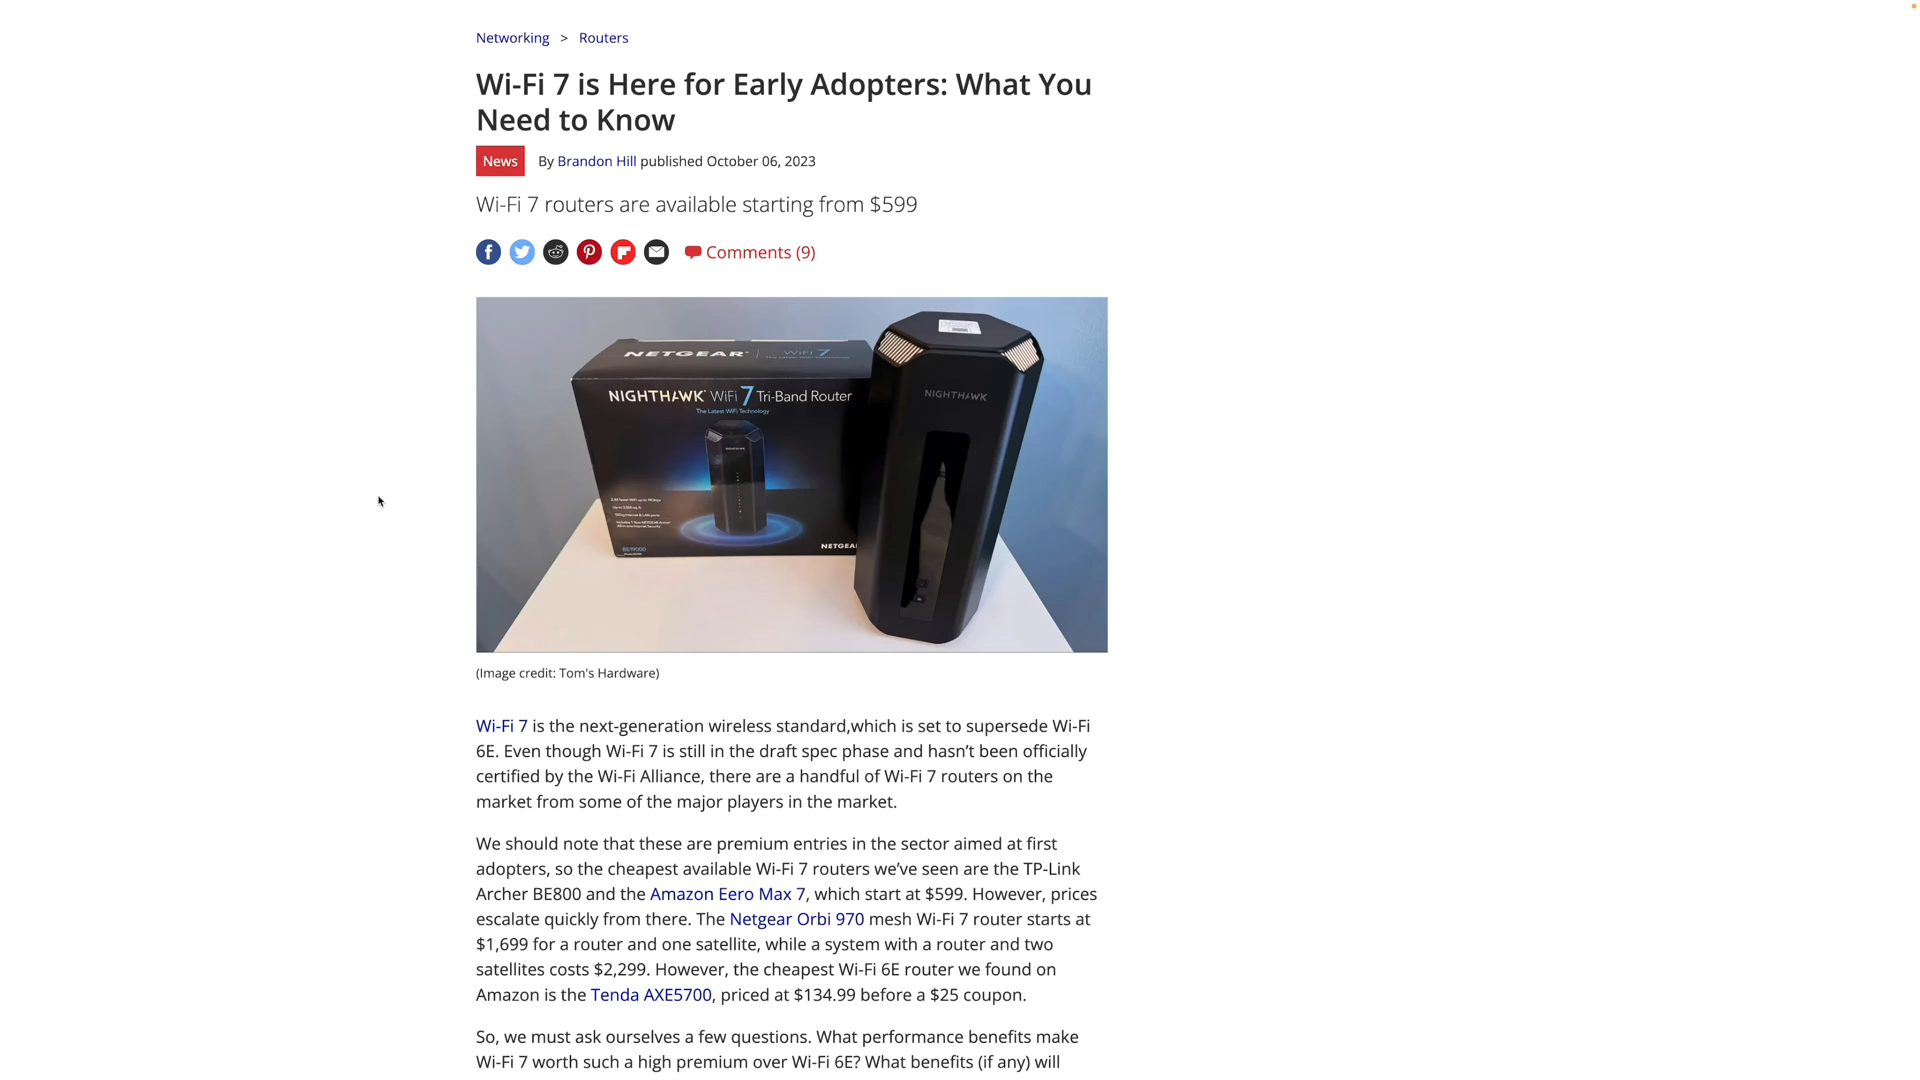 Networking > Routers
Wi-Fi 7 is Here for Early Adopters: What You
Need to Know
News By Brandon Hill published October 06, 2023
Wi-Fi 7 routers are available starting from $599
Comments (9)
NETGEAR WiFi 7
NIGHTHAWK WiFi 7 Tri-Band Router
The Latest WiFi Technology
NIGHTHAWK
BE19000
NETGEAR
(Image credit: Tom's Hardware)
Wi-Fi 7 is the next-generation wireless standard,which is set to supersede Wi-Fi
6E. Even though Wi-Fi 7 is still in the draft spec phase and hasn’t been officially
certified by the Wi-Fi Alliance, there are a handful of Wi-Fi 7 routers on the
market from some of the major players in the market.
We should note that these are premium entries in the sector aimed at first
adopters, so the cheapest available Wi-Fi 7 routers we’ve seen are the TP-Link
Archer BE800 and the Amazon Eero Max 7, which start at $599. However, prices
escalate quickly from there. The Netgear Orbi 970 mesh Wi-Fi 7 router starts at
$1,699 for a router and one satellite, while a system with a router and two
satellites costs $2,299. However, the cheapest Wi-Fi 6E router we found on
Amazon is the Tenda AXE5700, priced at $134.99 before a $25 coupon.
So, we must ask ourselves a few questions. What performance benefits make
Wi-Fi 7 worth such a high premium over Wi-Fi 6E? What benefits (if any) will